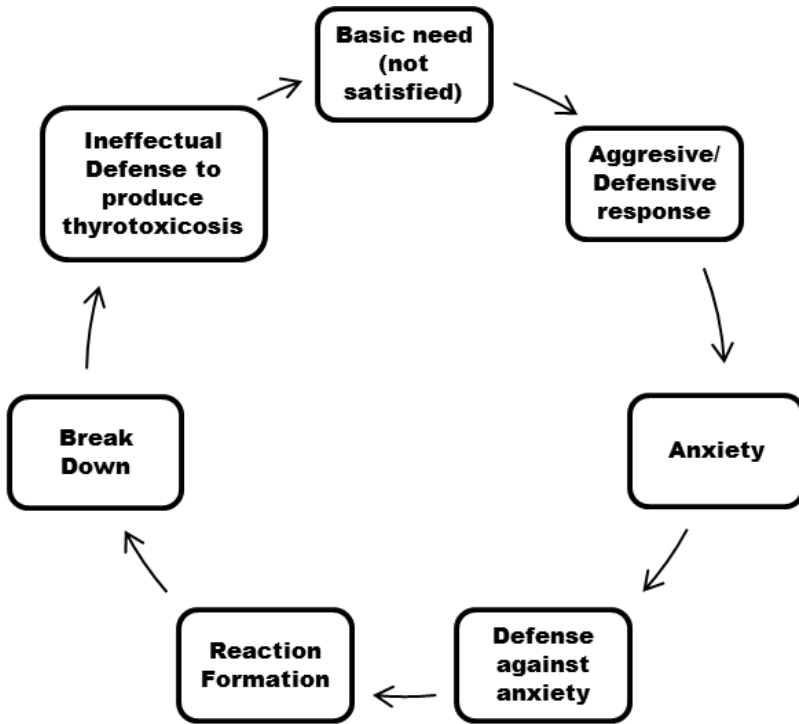 Basic need
(not
satisfied)
Aggresive/
Defensive
response
Anxiety
Defense
against
anxiety
Reaction
Formation
Break
Down
Ineffectual
Defense to
produce
thyrotoxicosis